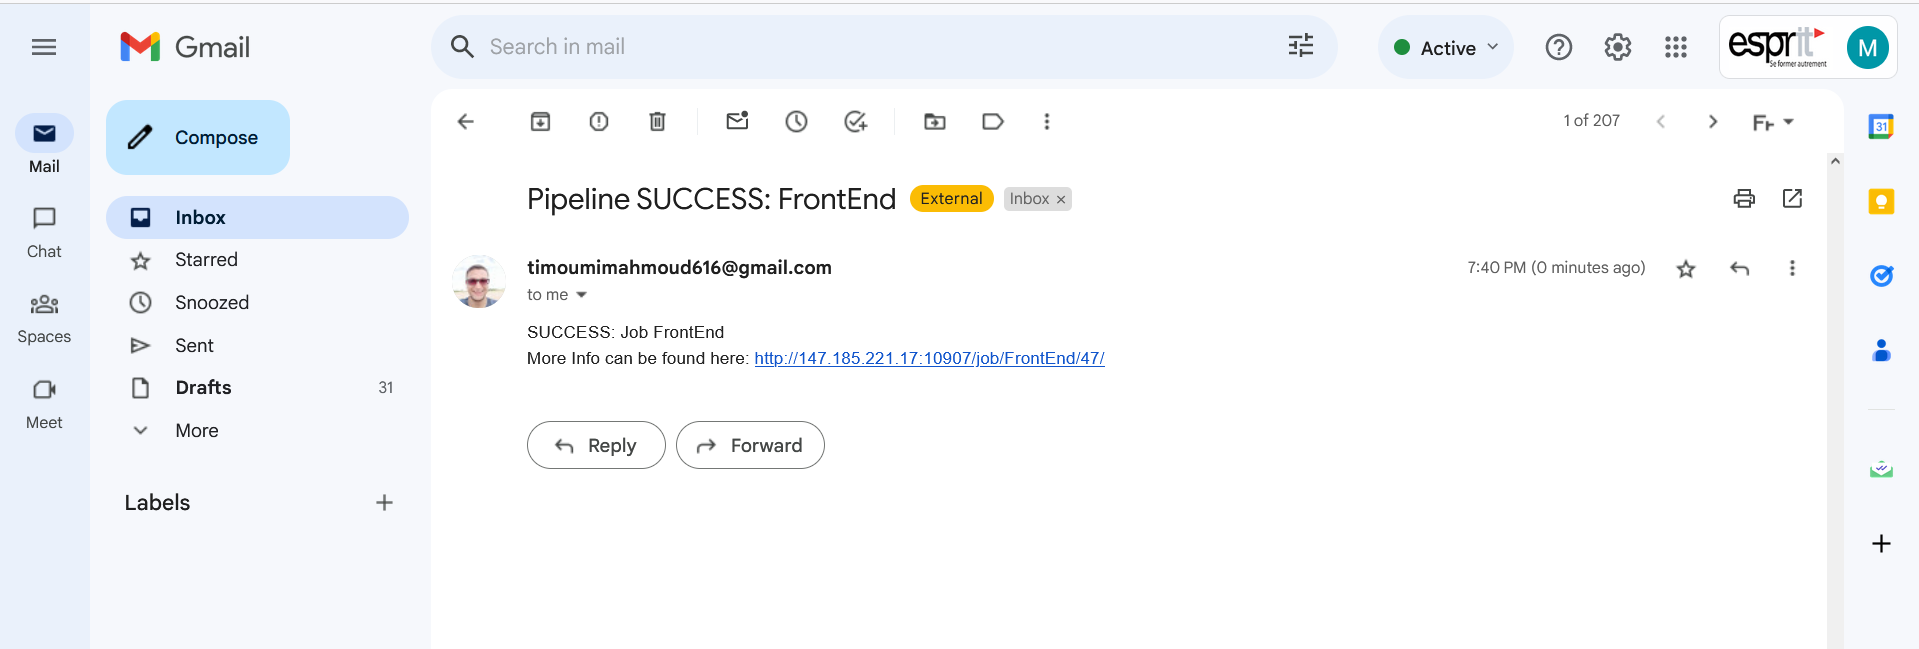 Gmail
Search in mail
Active
esprit
Se former autrement
M
Mail
Chat
Spaces
Meet
Compose
Inbox
Starred
Snoozed
Sent
Drafts 31
More
Labels
1 of 207
Pipeline SUCCESS: FrontEnd External Inbox ×
timoumimahmoud616@gmail.com 7:40 PM (0 minutes ago)
to me
SUCCESS: Job FrontEnd
More Info can be found here: http://147.185.221.17:10907/job/FrontEnd/47/
Reply Forward
31